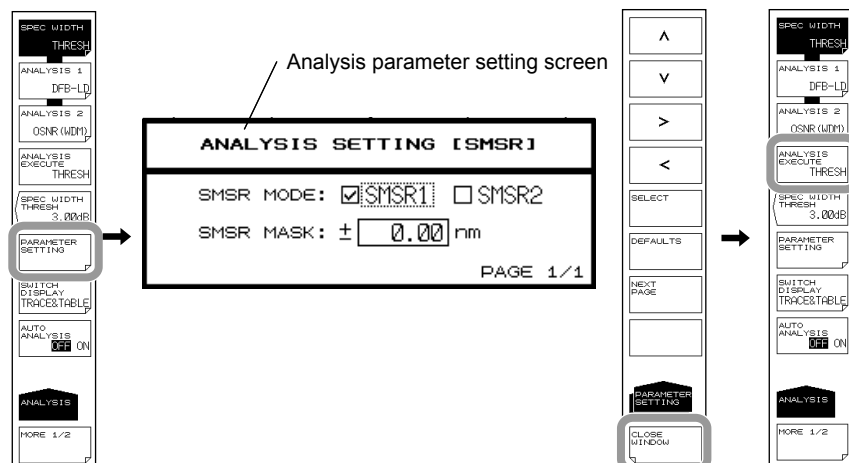 SPEC WIDTH
THRESH
ANALYSIS 1
DFB-LD
ANALYSIS 2
OSNR(WDM)
ANALYSIS
EXECUTE
THRESH
SPEC WIDTH
THRESH
3.00dB
PARAMETER
SETTING
SWITCH
DISPLAY
TRACE&TABLE
AUTO
ANALYSIS
OFF ON
ANALYSIS
MORE 1/2
Analysis parameter setting screen
ANALYSIS SETTING [SMSR]
SMSR MODE: ☑SMSR1 ☐SMSR2
SMSR MASK: ± 0.00 nm
PAGE 1/1
∧
∨
>
<
SELECT
DEFAULTS
NEXT
PAGE
PARAMETER
SETTING
CLOSE
WINDOW
SPEC WIDTH
THRESH
ANALYSIS 1
DFB-LD
ANALYSIS 2
OSNR(WDM)
ANALYSIS
EXECUTE
THRESH
SPEC WIDTH
THRESH
3.00dB
PARAMETER
SETTING
SWITCH
DISPLAY
TRACE&TABLE
AUTO
ANALYSIS
OFF ON
ANALYSIS
MORE 1/2